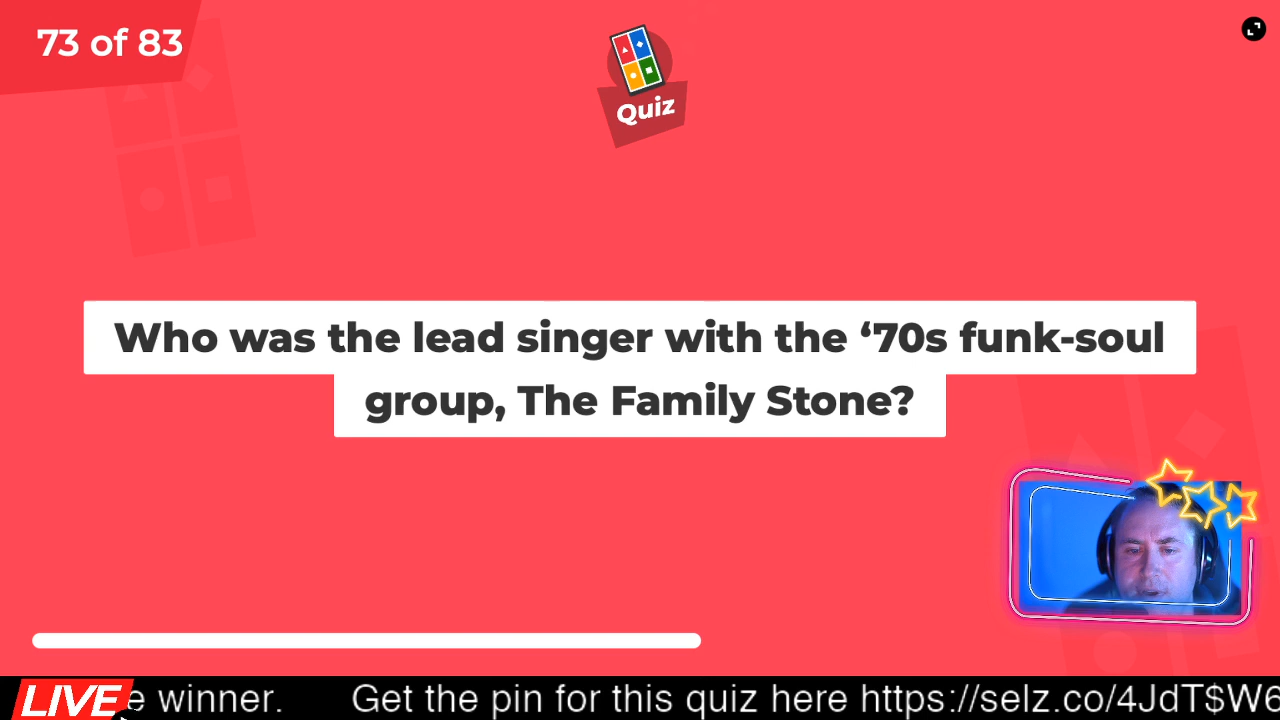 73 of 83
Quiz
Who was the lead singer with the ‘70s funk-soul
group, The Family Stone?
LIVE
e winner. Get the pin for this quiz here https://selz.co/4JdT$W6